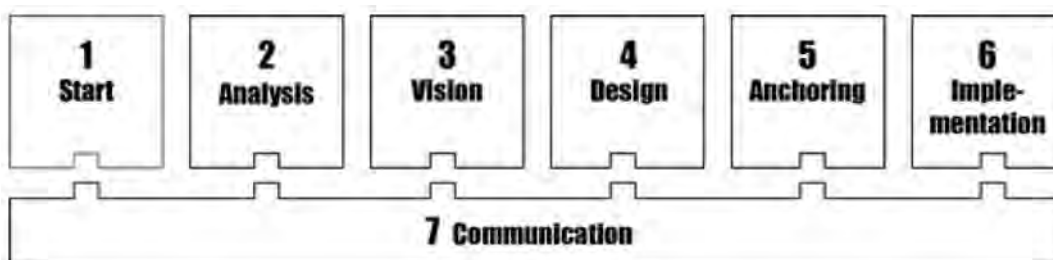 1
Start
2
Analysis
3
Vision
4
Design
5
Anchoring
6
Imple-
mentation
7 Communication